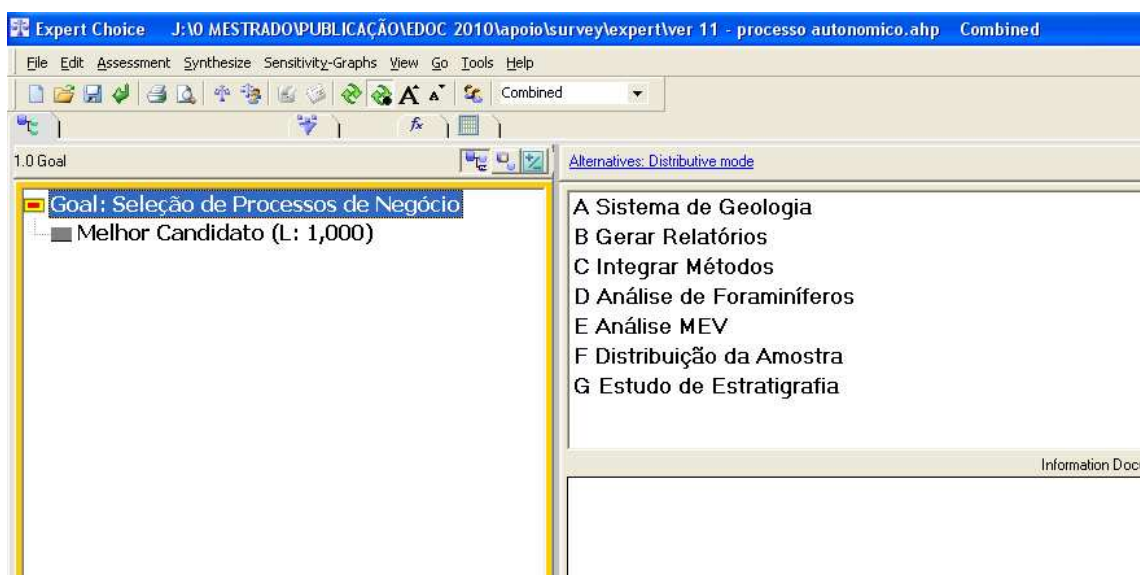 Expert Choice J:\0 MESTRADO\PUBLICAÇÃO\EDOC 2010\apoio\survey\expert\ver 11 - processo autonomico.ahp Combined
File Edit Assessment Synthesize Sensitivity-Graphs View Go Tools Help
A A Combined
fx
1.0 Goal
Alternatives: Distributive mode
Goal: Seleção de Processos de Negócio
Melhor Candidato (L: 1,000)
A Sistema de Geologia
B Gerar Relatórios
C Integrar Métodos
D Análise de Foraminíferos
E Análise MEV
F Distribuição da Amostra
G Estudo de Estratigrafia
Information Doc